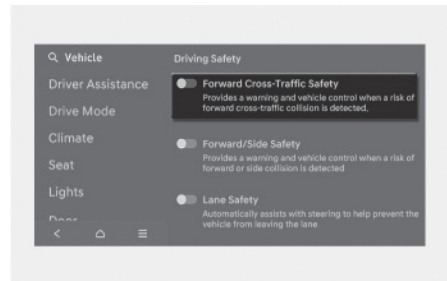 Vehicle
Driver Assistance
Drive Mode
Climate
Seat
Lights
Door
Driving Safety
Forward Cross-Traffic Safety
Provides a warning and vehicle control when a risk of
forward cross-traffic collision is detected.
Forward/Side Safety
Provides a warning and vehicle control when a risk of
forward or side collision is detected
Lane Safety
Automatically assists with steering to help prevent the
vehicle from leaving the lane